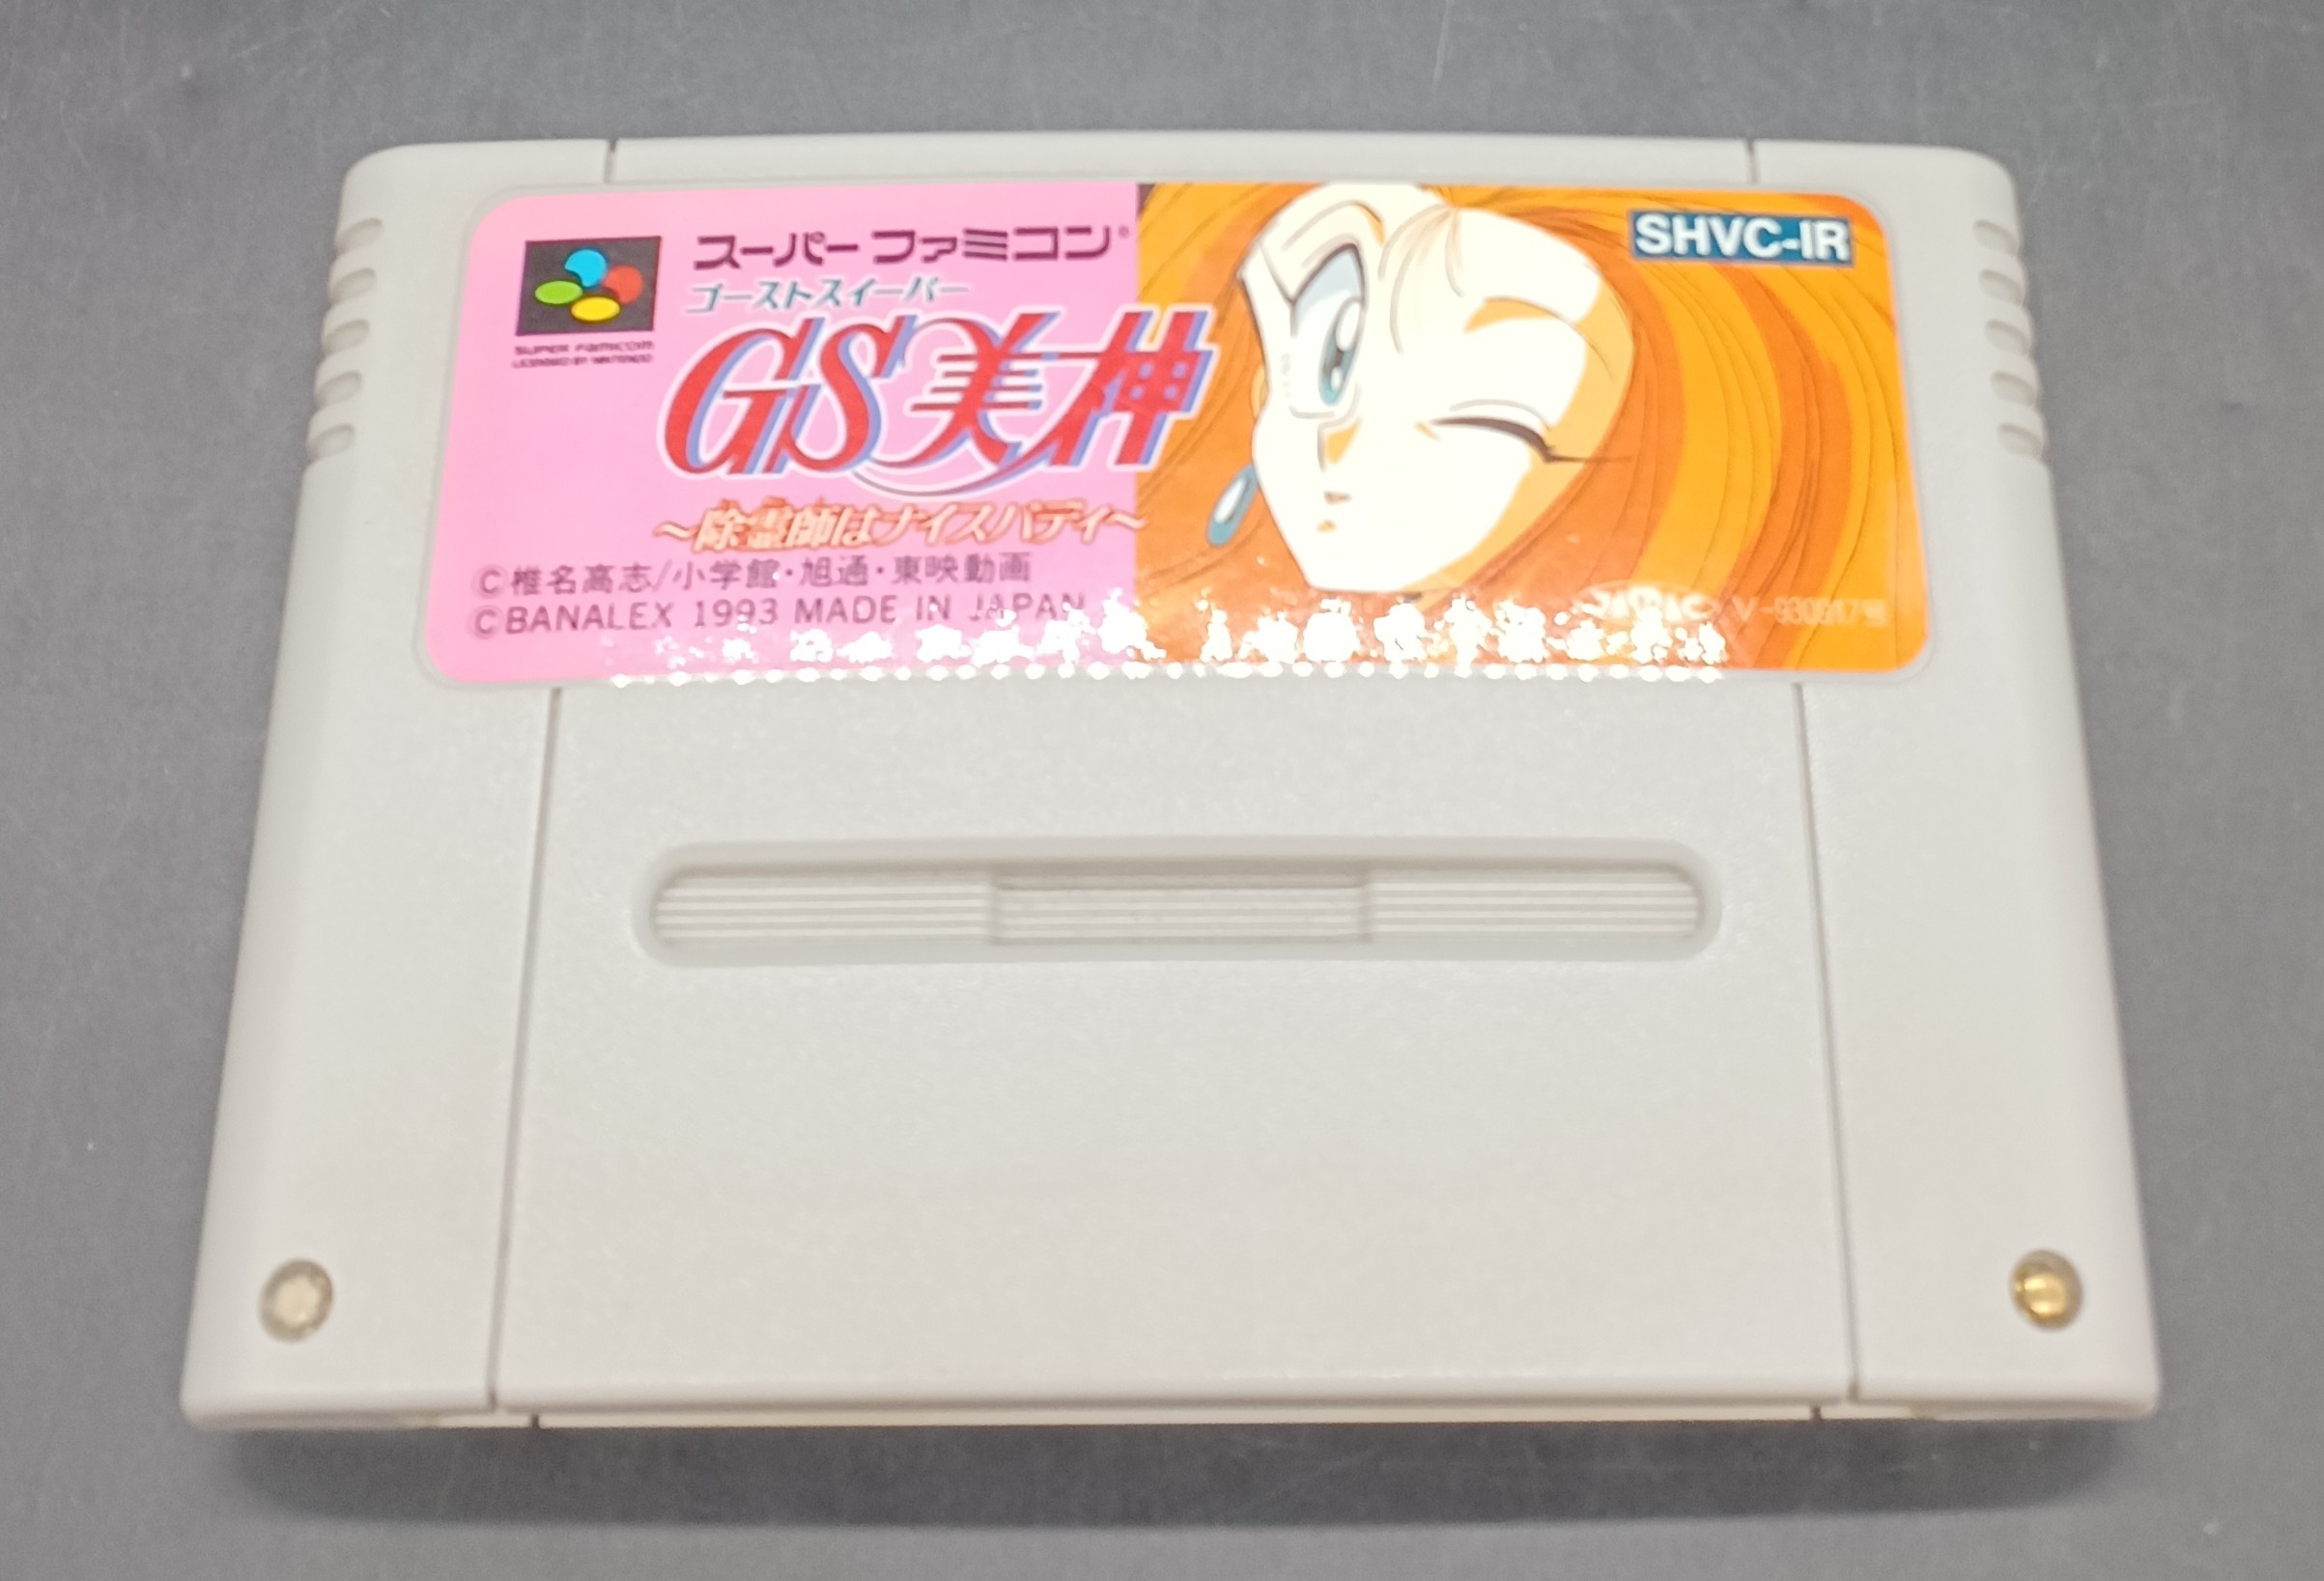 スーパーファミコン®
SHVC-IR
ゴーストスイーパー
SUPER FAMICOM
LICENSED BY NINTENDO
GS美神
～除霊師はナイスバディ～
©椎名高志/小学館・旭通・東映動画
©BANALEX 1993 MADE IN JAPAN